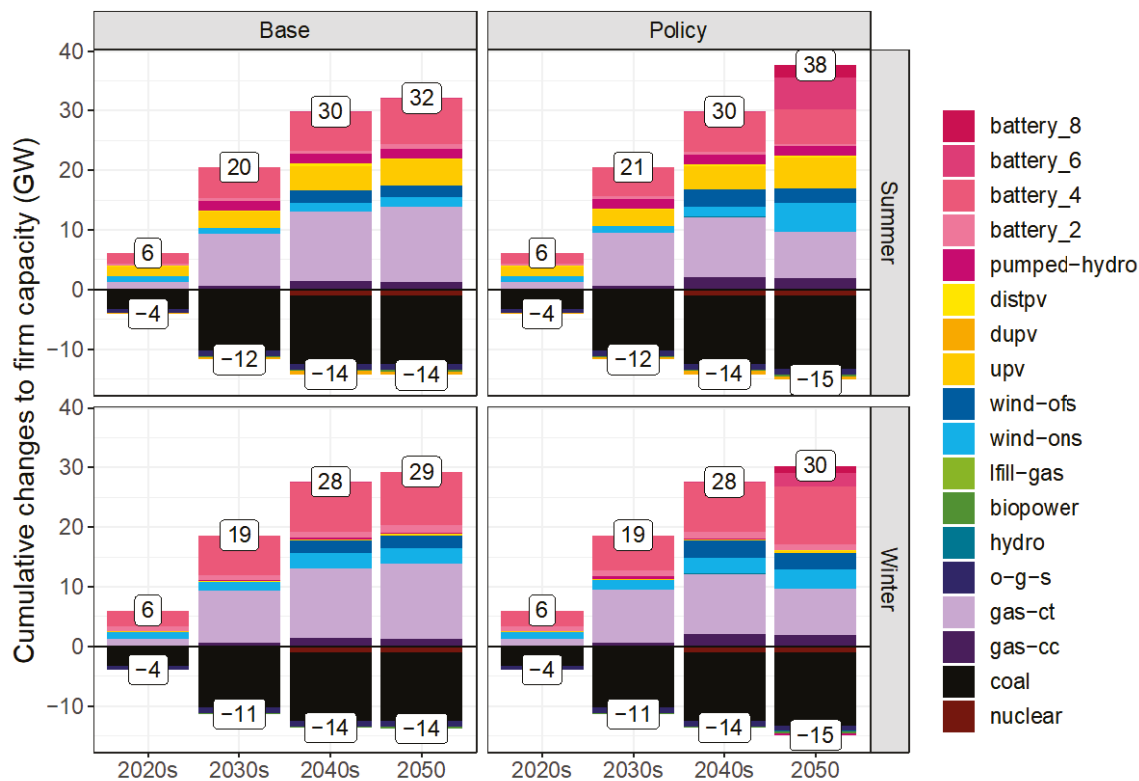 Base
Policy
Cumulative changes to firm capacity (GW)
40
30
20
10
0
−10
6
20
30
32
−4
−12
−14
−14
6
21
30
38
−4
−12
−14
−15
Summer
40
30
20
10
0
−10
6
19
28
29
−4
−11
−14
−14
6
19
28
30
−4
−11
−14
−15
Winter
2020s 2030s 2040s 2050
2020s 2030s 2040s 2050
battery_8
battery_6
battery_4
battery_2
pumped−hydro
distpv
dupv
upv
wind−ofs
wind−ons
lfill−gas
biopower
hydro
o−g−s
gas−ct
gas−cc
coal
nuclear